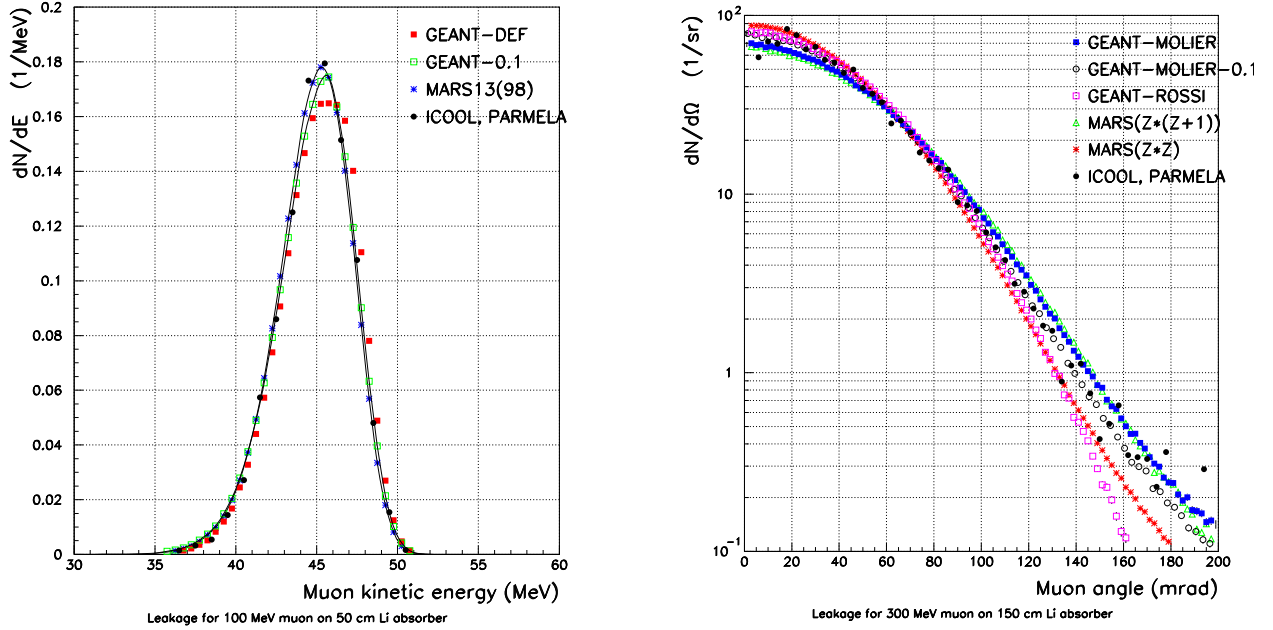 dN/dE (1/MeV)
0.2
0.18
0.16
0.14
0.12
0.1
0.08
0.06
0.04
0.02
0
GEANT-DEF
GEANT-0.1
MARS13(98)
ICOOL, PARMELA
30 35 40 45 50 55 60
Muon kinetic energy (MeV)
Leakage for 100 MeV muon on 50 cm Li absorber
dN/dΩ (1/sr)
10²
10
1
10⁻¹
GEANT-MOLIER
GEANT-MOLIER-0.1
GEANT-ROSSI
MARS(Z*(Z+1))
MARS(Z*Z)
ICOOL, PARMELA
0 20 40 60 80 100 120 140 160 180 200
Muon angle (mrad)
Leakage for 300 MeV muon on 150 cm Li absorber